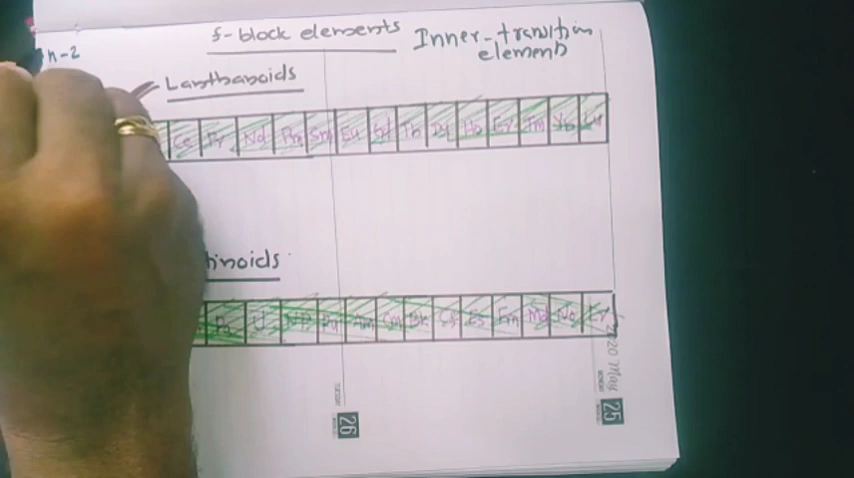 f-block elements
Inner-transition
elements
n-2
Lanthanoids
Ce Pr Nd Pm Sm Eu Gd Tb Dy Ho Er Tm Yb Lu
hinoids
Pa U Np Pu Am Cm Bk Cf Es Fm Md No Lr
2020 May
26
25